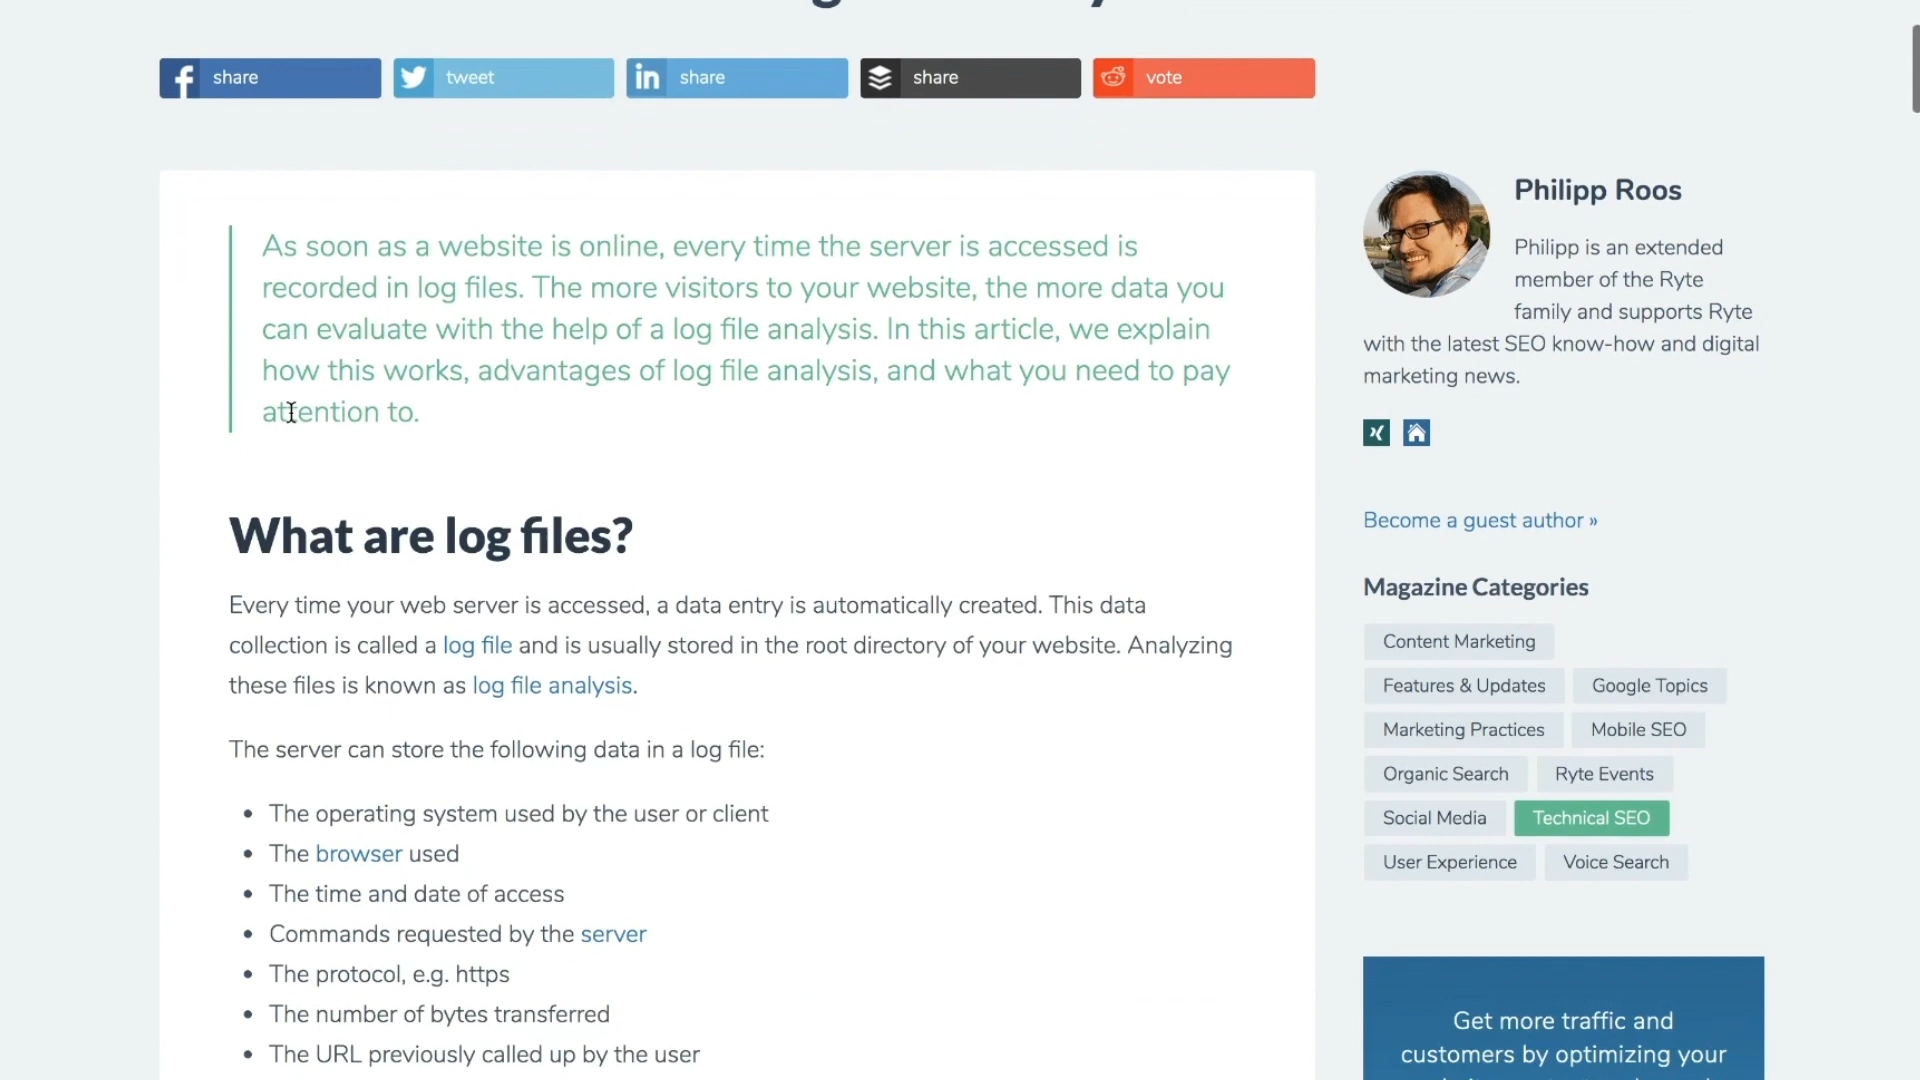 share
tweet
share
share
vote
As soon as a website is online, every time the server is accessed is
recorded in log files. The more visitors to your website, the more data you
can evaluate with the help of a log file analysis. In this article, we explain
how this works, advantages of log file analysis, and what you need to pay
attention to.
What are log files?
Every time your web server is accessed, a data entry is automatically created. This data
collection is called a log file and is usually stored in the root directory of your website. Analyzing
these files is known as log file analysis.
The server can store the following data in a log file:
• The operating system used by the user or client
• The browser used
• The time and date of access
• Commands requested by the server
• The protocol, e.g. https
• The number of bytes transferred
• The URL previously called up by the user
Philipp Roos
Philipp is an extended
member of the Ryte
family and supports Ryte
with the latest SEO know-how and digital
marketing news.
Become a guest author »
Magazine Categories
Content Marketing
Features & Updates
Google Topics
Marketing Practices
Mobile SEO
Organic Search
Ryte Events
Social Media
Technical SEO
User Experience
Voice Search
Get more traffic and
customers by optimizing your